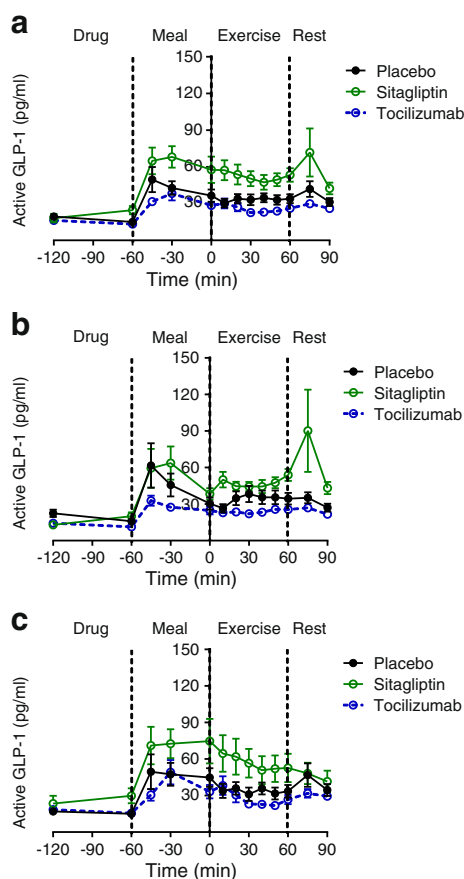 a
Drug Meal Exercise Rest
Active GLP-1 (pg/ml)
150
120
90
60
30
-120 -90 -60 -30 0 30 60 90
Time (min)
Placebo
Sitagliptin
Tocilizumab
b
Drug Meal Exercise Rest
Active GLP-1 (pg/ml)
150
120
90
60
30
-120 -90 -60 -30 0 30 60 90
Time (min)
Placebo
Sitagliptin
Tocilizumab
c
Drug Meal Exercise Rest
Active GLP-1 (pg/ml)
150
120
90
60
30
-120 -90 -60 -30 0 30 60 90
Time (min)
Placebo
Sitagliptin
Tocilizumab